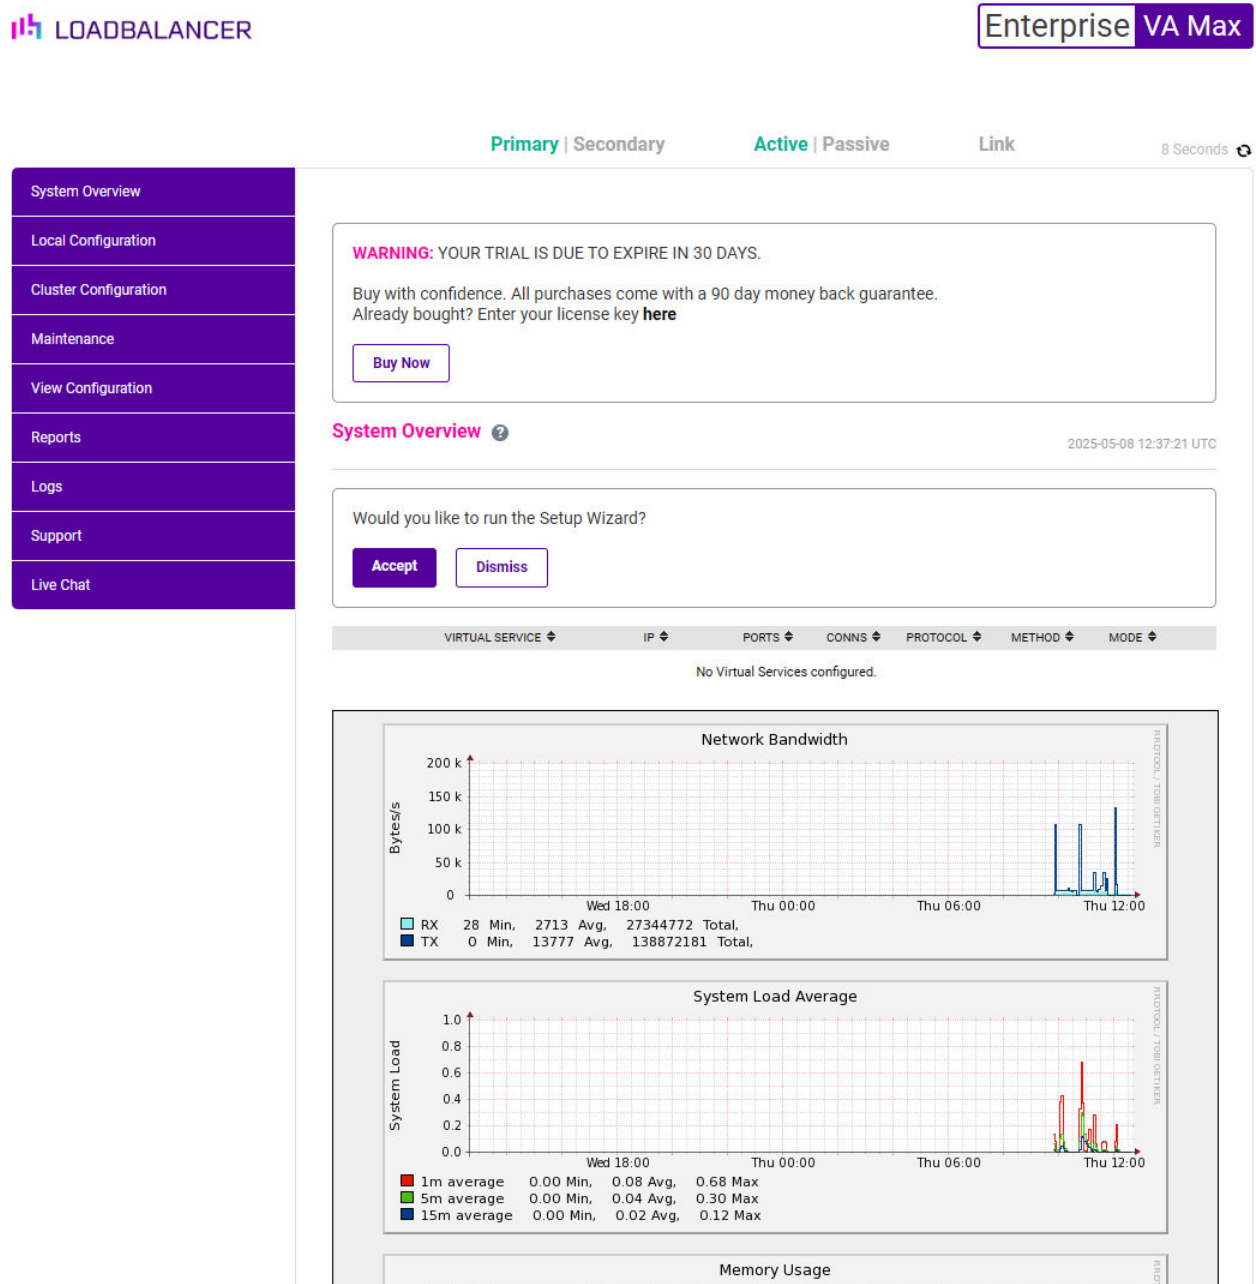 LOADBALANCER
Enterprise VA Max
Primary | Secondary
Active | Passive
Link
8 Seconds
System Overview
Local Configuration
Cluster Configuration
Maintenance
View Configuration
Reports
Logs
Support
Live Chat
WARNING: YOUR TRIAL IS DUE TO EXPIRE IN 30 DAYS.
Buy with confidence. All purchases come with a 90 day money back guarantee.
Already bought? Enter your license key here
Buy Now
System Overview ?
2025-05-08 12:37:21 UTC
Would you like to run the Setup Wizard?
Accept
Dismiss
VIRTUAL SERVICE IP PORTS CONNS PROTOCOL METHOD MODE
No Virtual Services configured.
Network Bandwidth
RRDTOOL / TOBI OETIKER
Bytes/s
200 k
150 k
100 k
50 k
0
Wed 18:00 Thu 00:00 Thu 06:00 Thu 12:00
RX 28 Min, 2713 Avg, 27344772 Total,
TX 0 Min, 13777 Avg, 138872181 Total,
System Load Average
RRDTOOL / TOBI OETIKER
System Load
1.0
0.8
0.6
0.4
0.2
0.0
Wed 18:00 Thu 00:00 Thu 06:00 Thu 12:00
1m average 0.00 Min, 0.08 Avg, 0.68 Max
5m average 0.00 Min, 0.04 Avg, 0.30 Max
15m average 0.00 Min, 0.02 Avg, 0.12 Max
Memory Usage